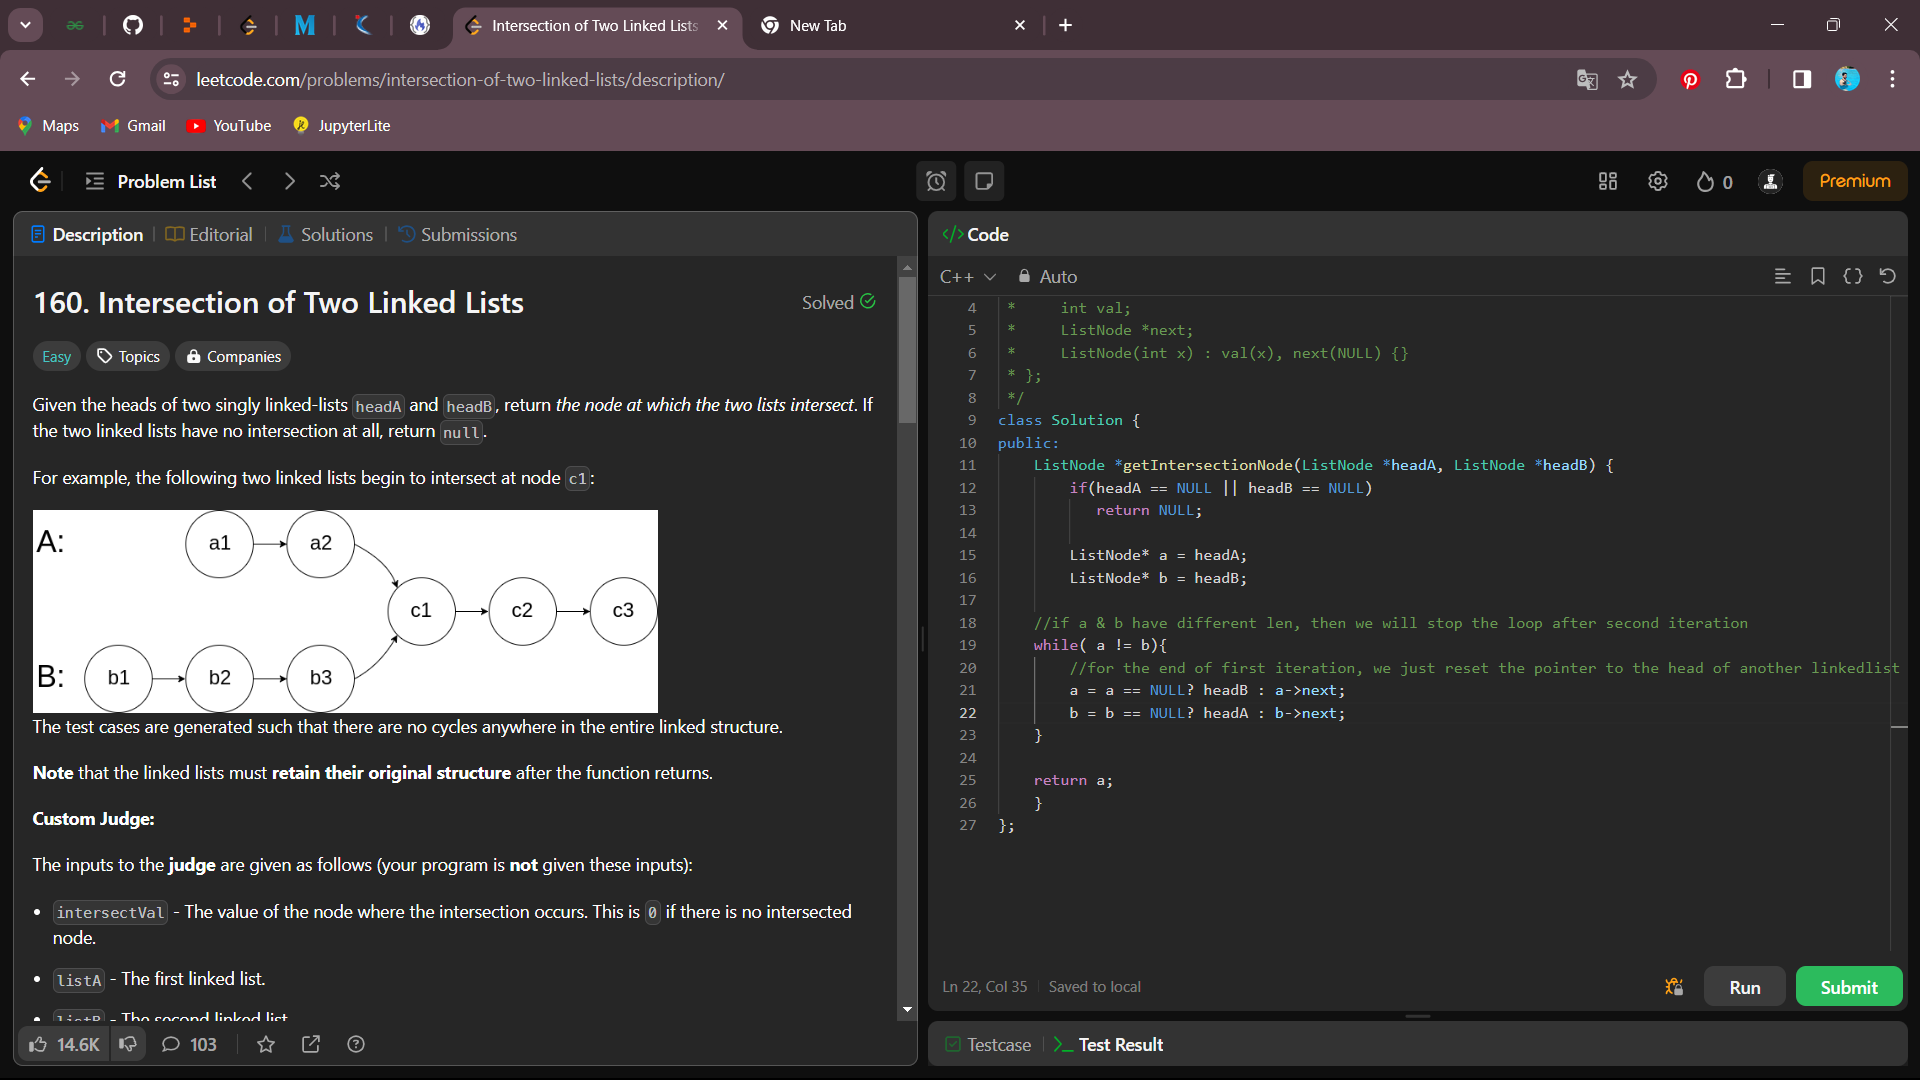 Intersection of Two Linked Lists
New Tab
leetcode.com/problems/intersection-of-two-linked-lists/description/
Maps
Gmail
YouTube
JupyterLite
Problem List
0
Premium
Description
Editorial
Solutions
Submissions
160. Intersection of Two Linked Lists
Solved
Easy
Topics
Companies
Given the heads of two singly linked-lists headA and headB, return the node at which the two lists intersect. If
the two linked lists have no intersection at all, return null.
For example, the following two linked lists begin to intersect at node c1:
A:
a1
a2
c1
c2
c3
B:
b1
b2
b3
The test cases are generated such that there are no cycles anywhere in the entire linked structure.
Note that the linked lists must retain their original structure after the function returns.
Custom Judge:
The inputs to the judge are given as follows (your program is not given these inputs):
• intersectVal - The value of the node where the intersection occurs. This is 0 if there is no intersected
node.
• listA - The first linked list.
• listB - The second linked list
14.6K
103
</> Code
C++
Auto
4 * int val;
5 * ListNode *next;
6 * ListNode(int x) : val(x), next(NULL) {}
7 * };
8 */
9 class Solution {
10 public:
11 ListNode *getIntersectionNode(ListNode *headA, ListNode *headB) {
12 if(headA == NULL || headB == NULL)
13 return NULL;
14
15 ListNode* a = headA;
16 ListNode* b = headB;
17
18 //if a & b have different len, then we will stop the loop after second iteration
19 while( a != b){
20 //for the end of first iteration, we just reset the pointer to the head of another linkedlist
21 a = a == NULL? headB : a->next;
22 b = b == NULL? headA : b->next;
23 }
24
25 return a;
26 }
27 };
Ln 22, Col 35
Saved to local
Run
Submit
Testcase
Test Result